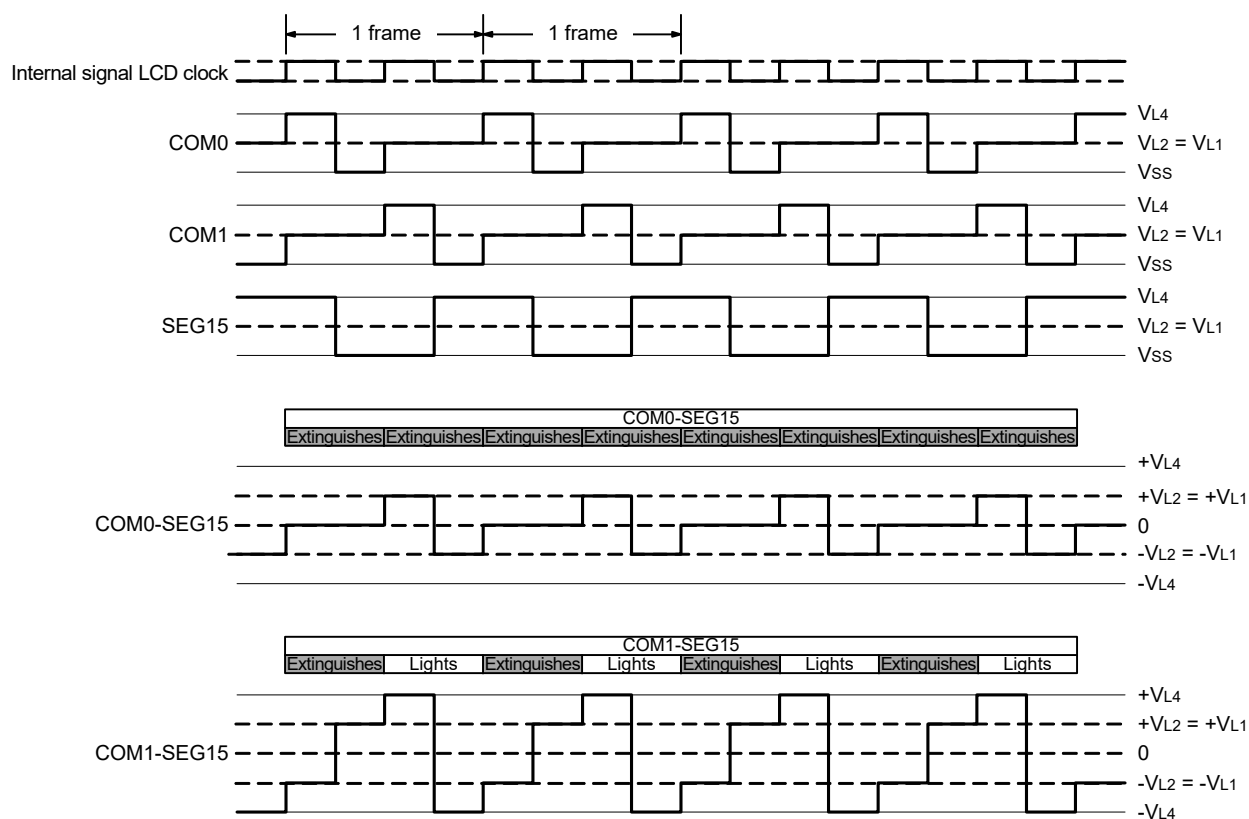 1 frame 1 frame
Internal signal LCD clock
VL4
COM0 VL2 = VL1
VSS
VL4
COM1 VL2 = VL1
VSS
VL4
SEG15 VL2 = VL1
VSS
COM0-SEG15
Extinguishes Extinguishes Extinguishes Extinguishes Extinguishes Extinguishes Extinguishes Extinguishes
+VL4
+VL2 = +VL1
COM0-SEG15 0
-VL2 = -VL1
-VL4
COM1-SEG15
Extinguishes Lights Extinguishes Lights Extinguishes Lights Extinguishes Lights
+VL4
+VL2 = +VL1
COM1-SEG15 0
-VL2 = -VL1
-VL4